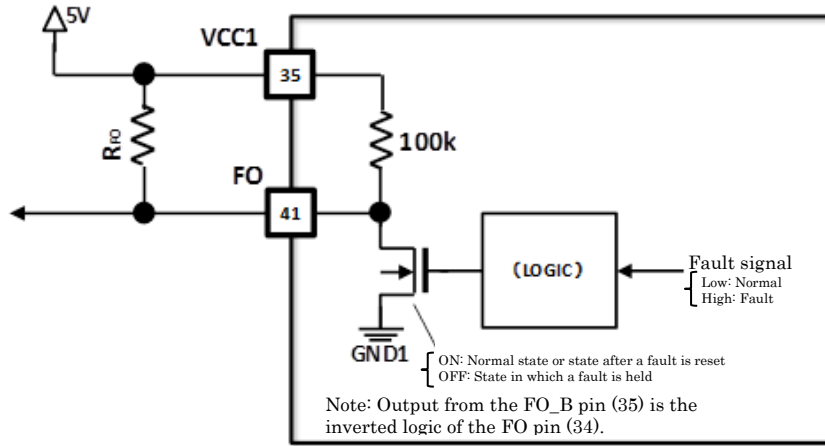 5V
VCC1
35
R_FO
100k
FO
41
(LOGIC)
Fault signal
Low: Normal
High: Fault
GND1
ON: Normal state or state after a fault is reset
OFF: State in which a fault is held
Note: Output from the FO_B pin (35) is the
inverted logic of the FO pin (34).